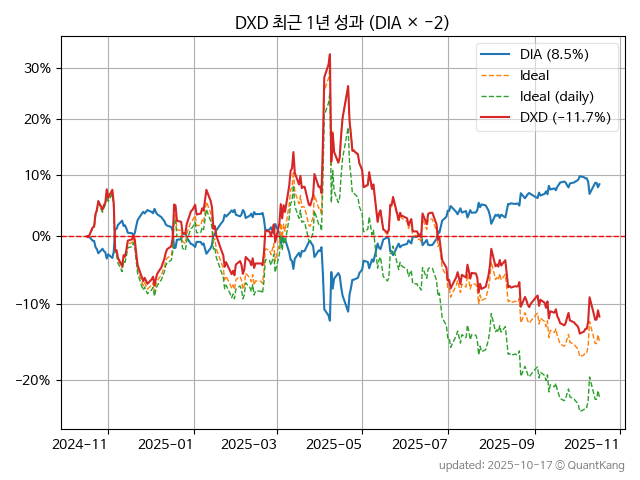 DXD 최근 1년 성과 (DIA × −2)
DIA (8.5%)
Ideal
Ideal (daily)
DXD (−11.7%)
30%
20%
10%
0%
−10%
−20%
2024-11 2025-01 2025-03 2025-05 2025-07 2025-09 2025-11
updated: 2025-10-17 © QuantKang